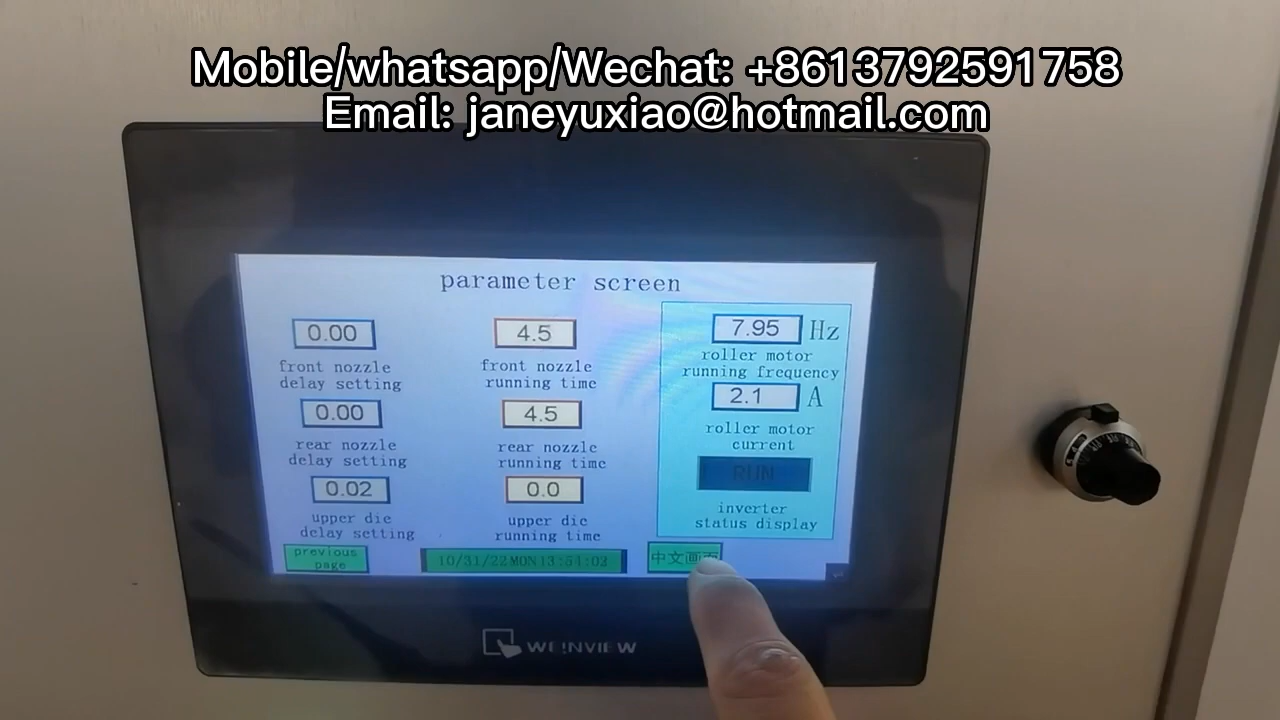 Mobile/whatsapp/Wechat: +8613792591758
Email: janeyuxiao@hotmail.com
parameter screen
0.00
front nozzle
delay setting
4.5
front nozzle
running time
7.95 Hz
roller motor
running frequency
0.00
rear nozzle
delay setting
4.5
rear nozzle
running time
2.1 A
roller motor
current
0.02
upper die
delay setting
0.0
upper die
running time
RUN
inverter
status display
previous
page
10/31/22 MON 13:51:02
中文画面
WEINVIEW